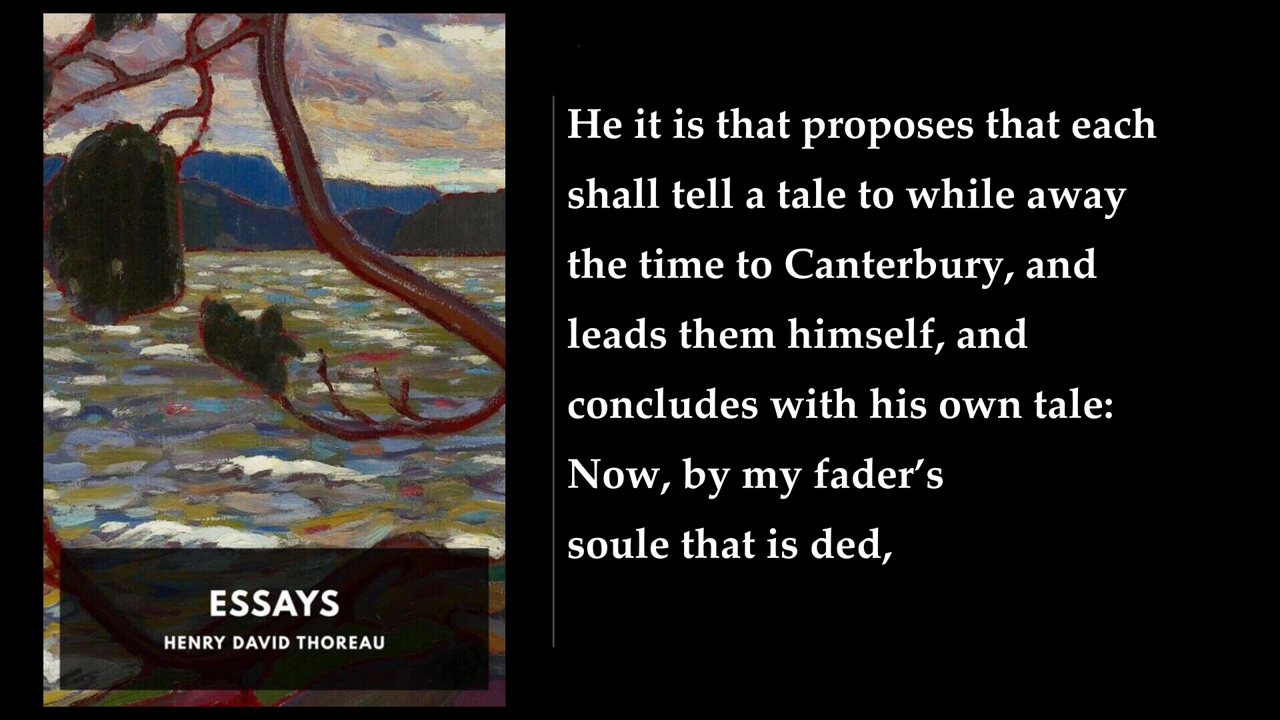 ESSAYS
HENRY DAVID THOREAU
He it is that proposes that each
shall tell a tale to while away
the time to Canterbury, and
leads them himself, and
concludes with his own tale:
Now, by my fader’s
soule that is ded,